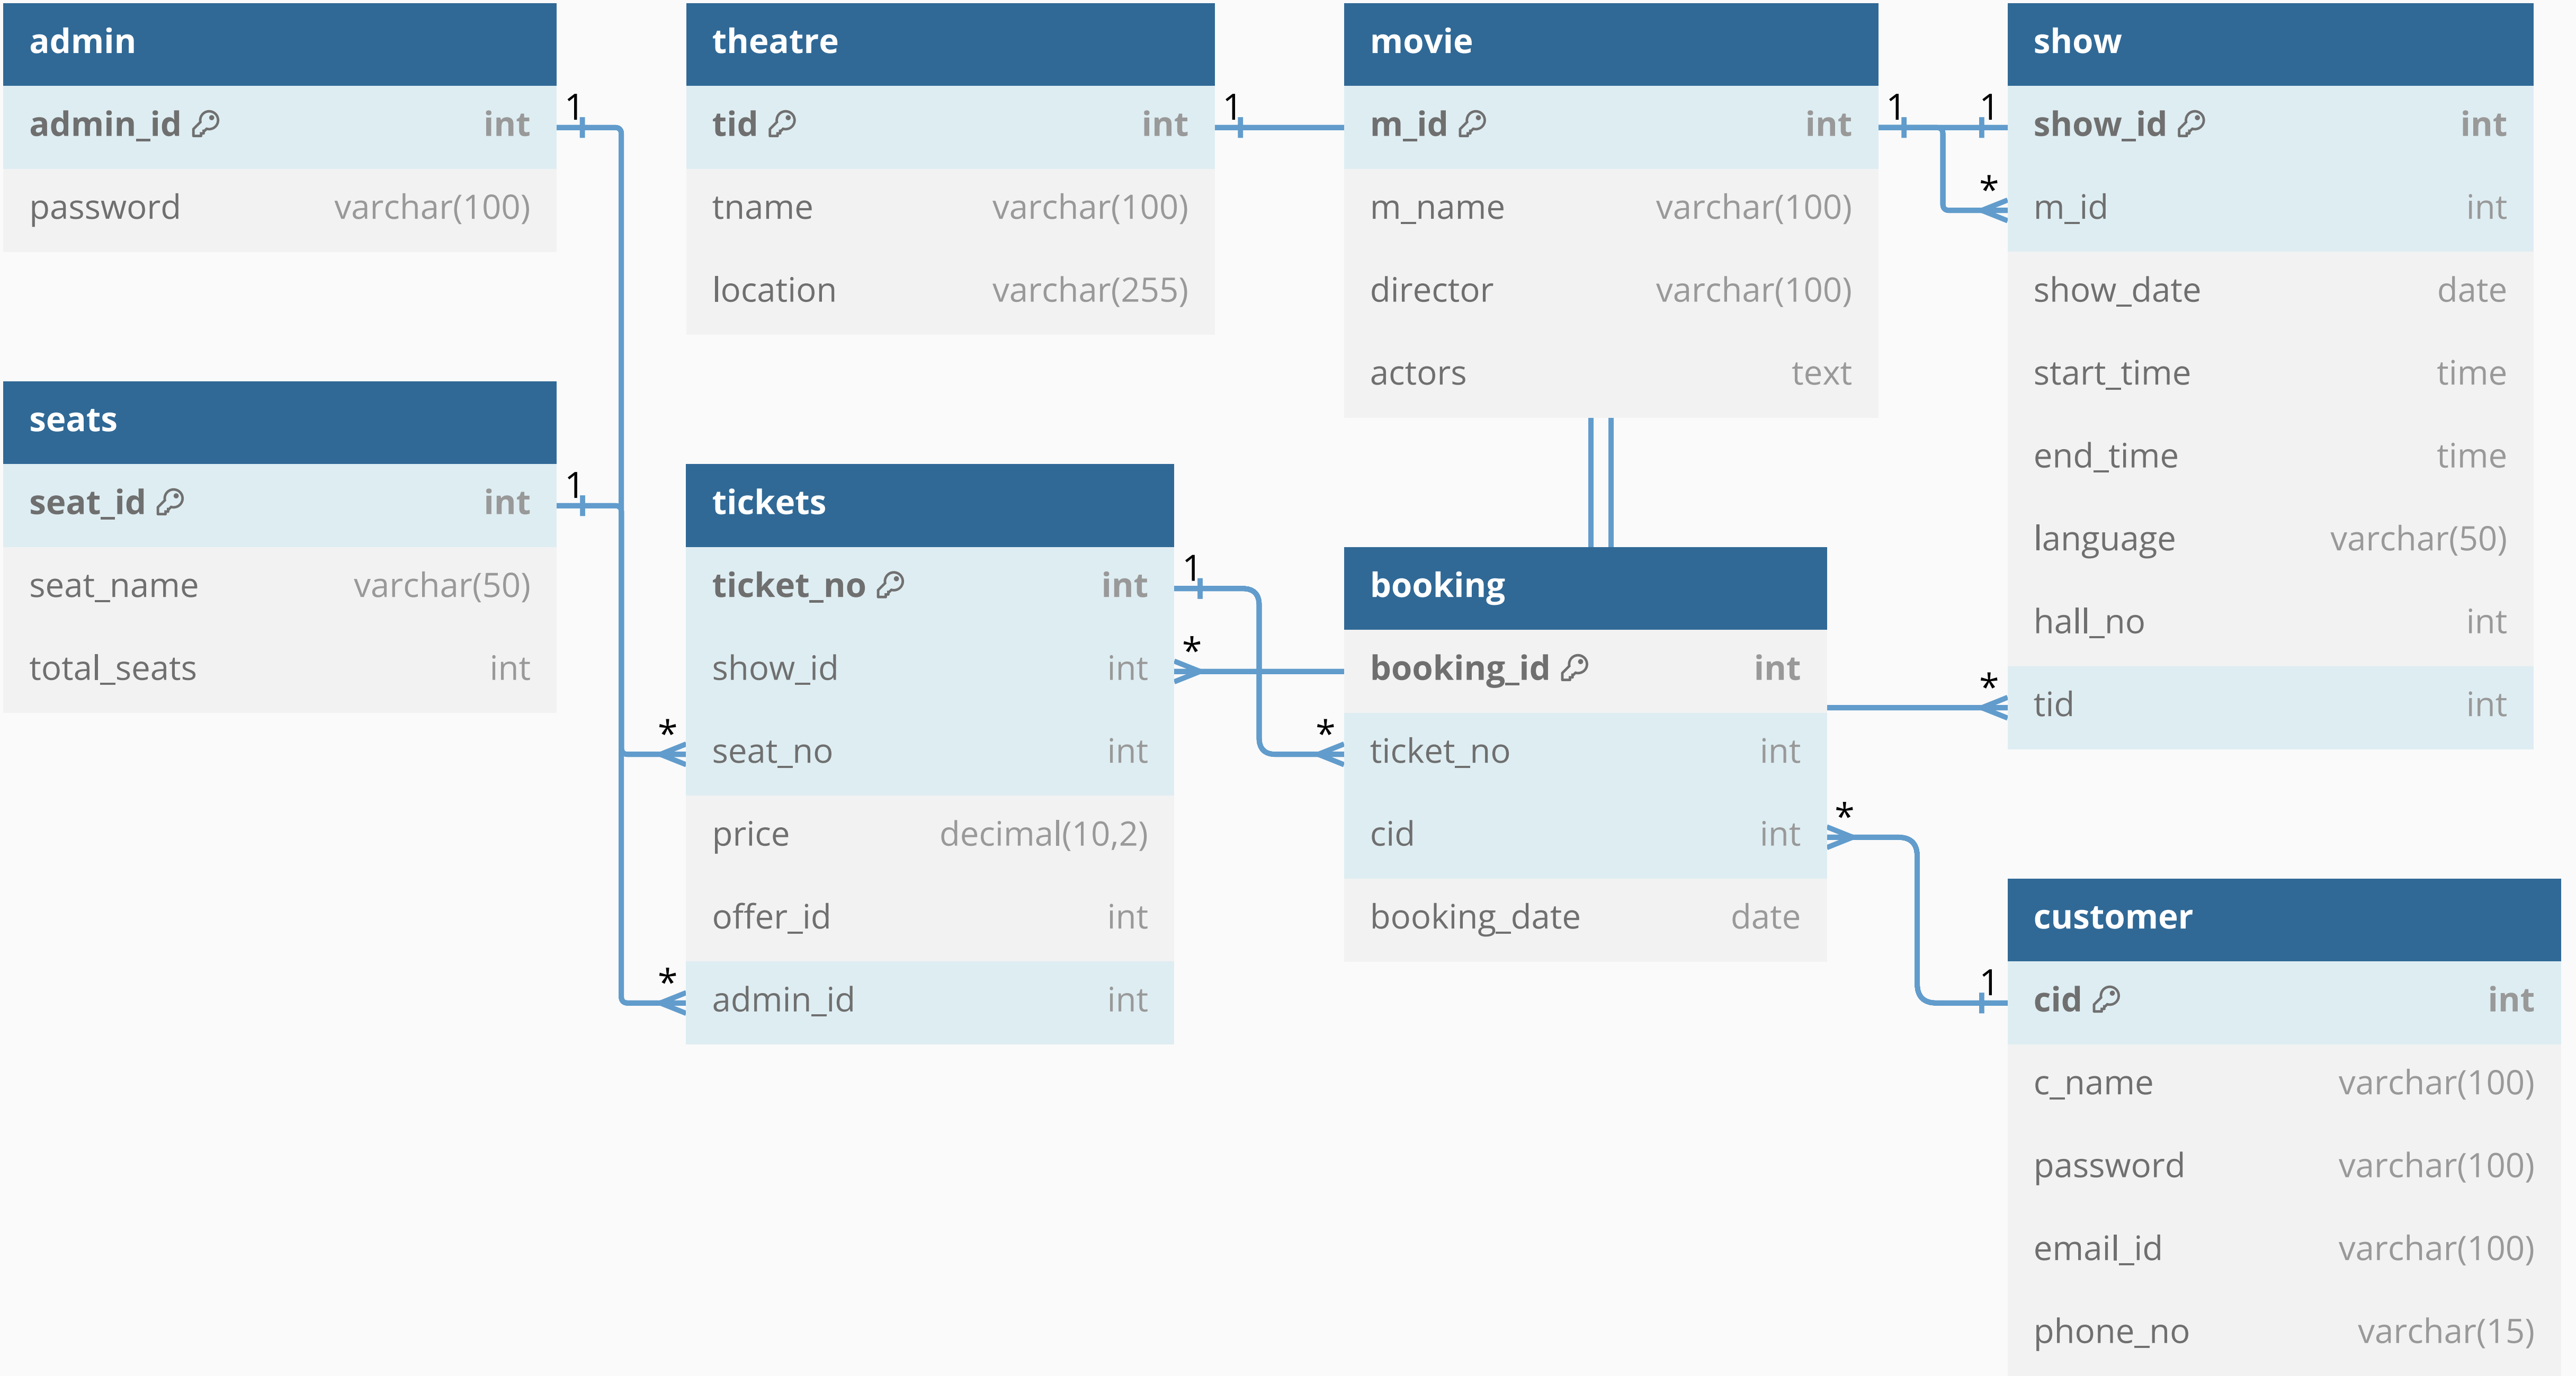 admin
admin_id int
password varchar(100)
theatre
tid int
tname varchar(100)
location varchar(255)
movie
m_id int
m_name varchar(100)
director varchar(100)
actors text
show
show_id int
m_id int
show_date date
start_time time
end_time time
language varchar(50)
hall_no int
tid int
seats
seat_id int
seat_name varchar(50)
total_seats int
tickets
ticket_no int
show_id int
seat_no int
price decimal(10,2)
offer_id int
admin_id int
booking
booking_id int
ticket_no int
cid int
booking_date date
customer
cid int
c_name varchar(100)
password varchar(100)
email_id varchar(100)
phone_no varchar(15)
1
1
1
1
*
1
*
*
1
*
*
*
*
1